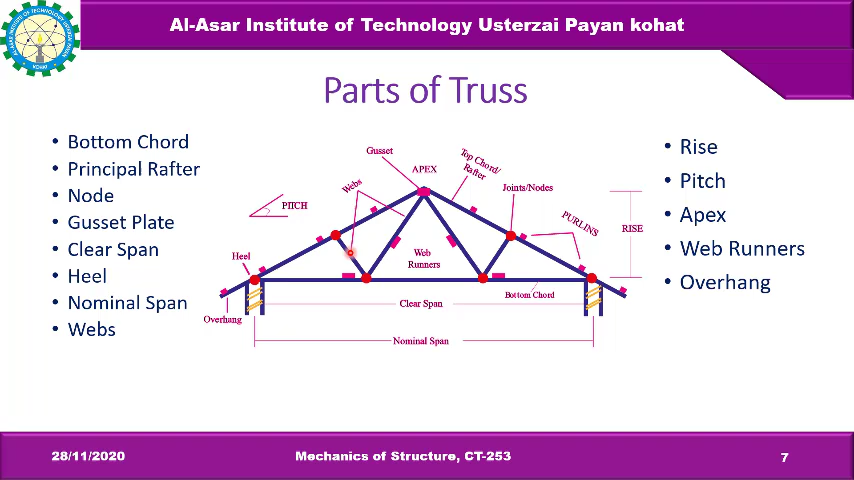 Al-Asar Institute of Technology Usterzai Payan kohat
KOHAT
Parts of Truss
• Bottom Chord
• Principal Rafter
• Node
• Gusset Plate
• Clear Span
• Heel
• Nominal Span
• Webs
Gusset
APEX
Top Chord/
Rafter
Webs
Joints/Nodes
PITCH
PURLINS
RISE
Heel
Web
Runners
Bottom Chord
Clear Span
Overhang
Nominal Span
• Rise
• Pitch
• Apex
• Web Runners
• Overhang
28/11/2020
Mechanics of Structure, CT-253
7